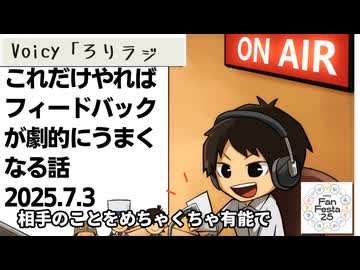 Voicy「ろりラジ
ON AIR
これだけやれば
フィードバック
が劇的にうまく
なる話
2025.7.3
Fan
Festa
'25
相手のことをめちゃくちゃ有能で